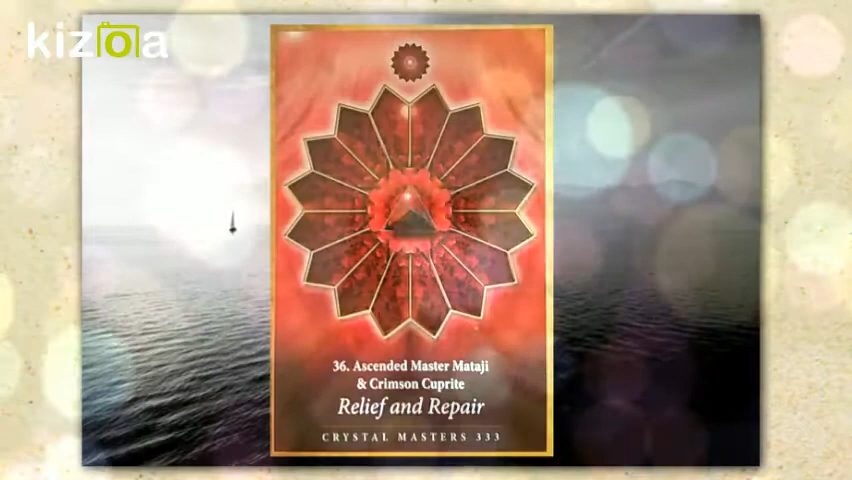 kizoa
36. Ascended Master Mataji
& Crimson Cuprite
Relief and Repair
CRYSTAL MASTERS 333